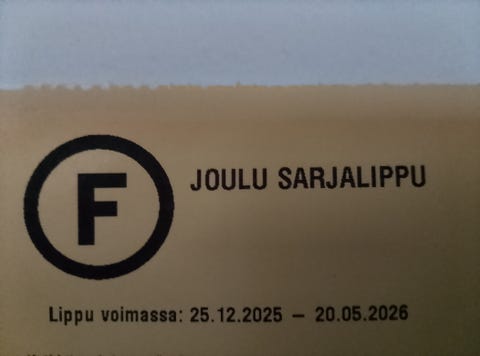 F
JOULU SARJALIPPU
Lippu voimassa: 25.12.2025 – 20.05.2026